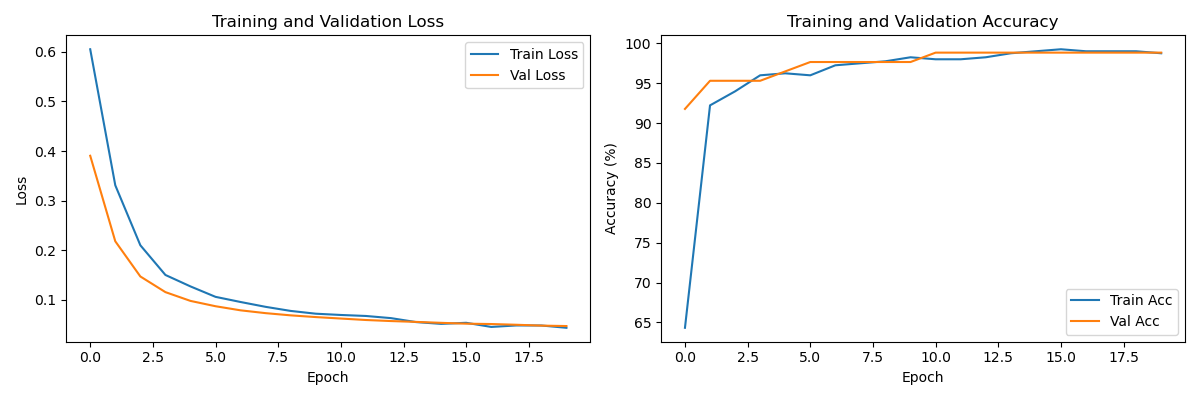 Training and Validation Loss
Train Loss
Val Loss
0.6
0.5
0.4
0.3
0.2
0.1
Loss
0.0 2.5 5.0 7.5 10.0 12.5 15.0 17.5
Epoch
Training and Validation Accuracy
100
95
90
85
80
75
70
65
Accuracy (%)
Train Acc
Val Acc
0.0 2.5 5.0 7.5 10.0 12.5 15.0 17.5
Epoch